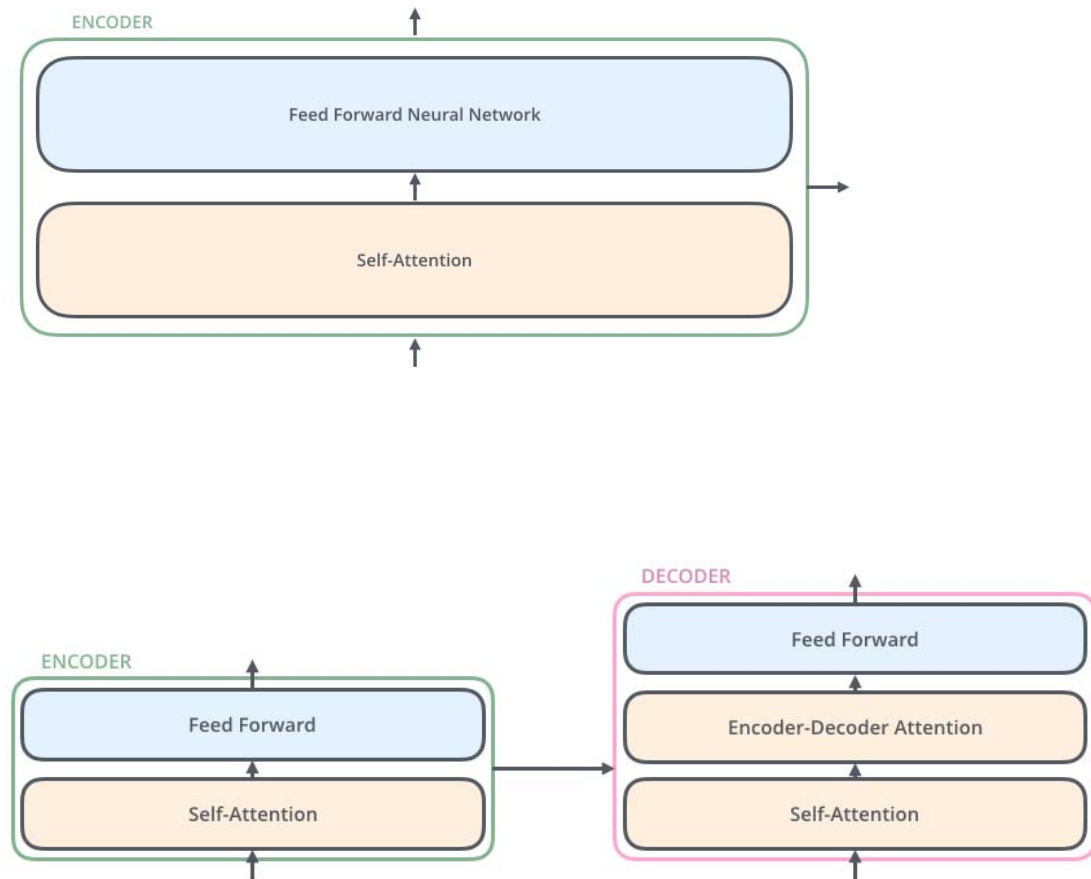 ENCODER
Feed Forward Neural Network
Self-Attention
DECODER
Feed Forward
ENCODER
Feed Forward
Encoder-Decoder Attention
Self-Attention
Self-Attention